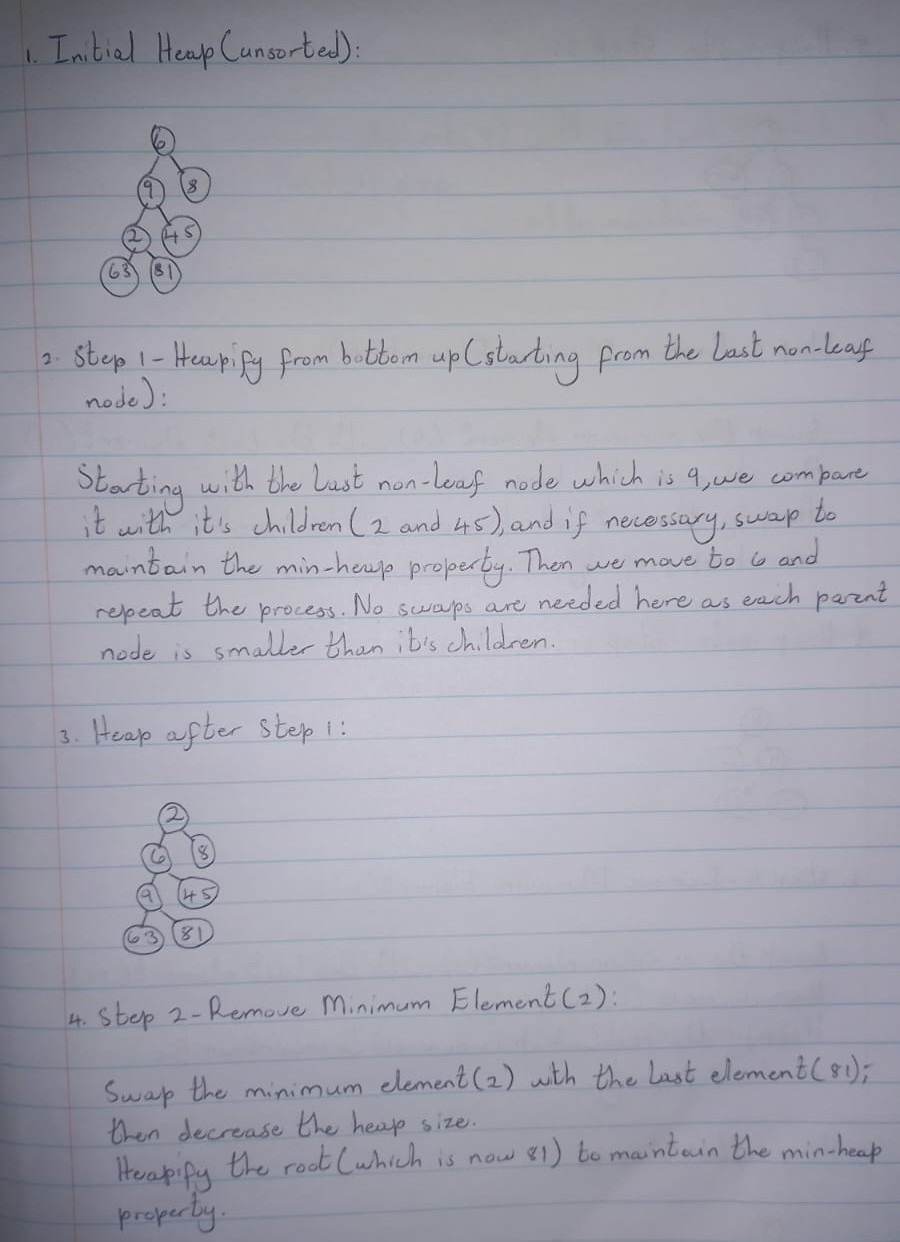 1. Initial Heap (unsorted):
6
9 8
2 45
63 81
2. Step 1 - Heapify from bottom up (starting from the last non-leaf
node):
Starting with the last non-leaf node which is 9, we compare
it with it's children (2 and 45), and if necessary, swap to
maintain the min-heap property. Then we move to 6 and
repeat the process. No swaps are needed here as each parent
node is smaller than it's children.
3. Heap after Step 1:
2
6 8
9 45
63 81
4. Step 2 - Remove Minimum Element (2):
Swap the minimum element (2) with the last element (81);
then decrease the heap size.
Heapify the root (which is now 81) to maintain the min-heap
property.